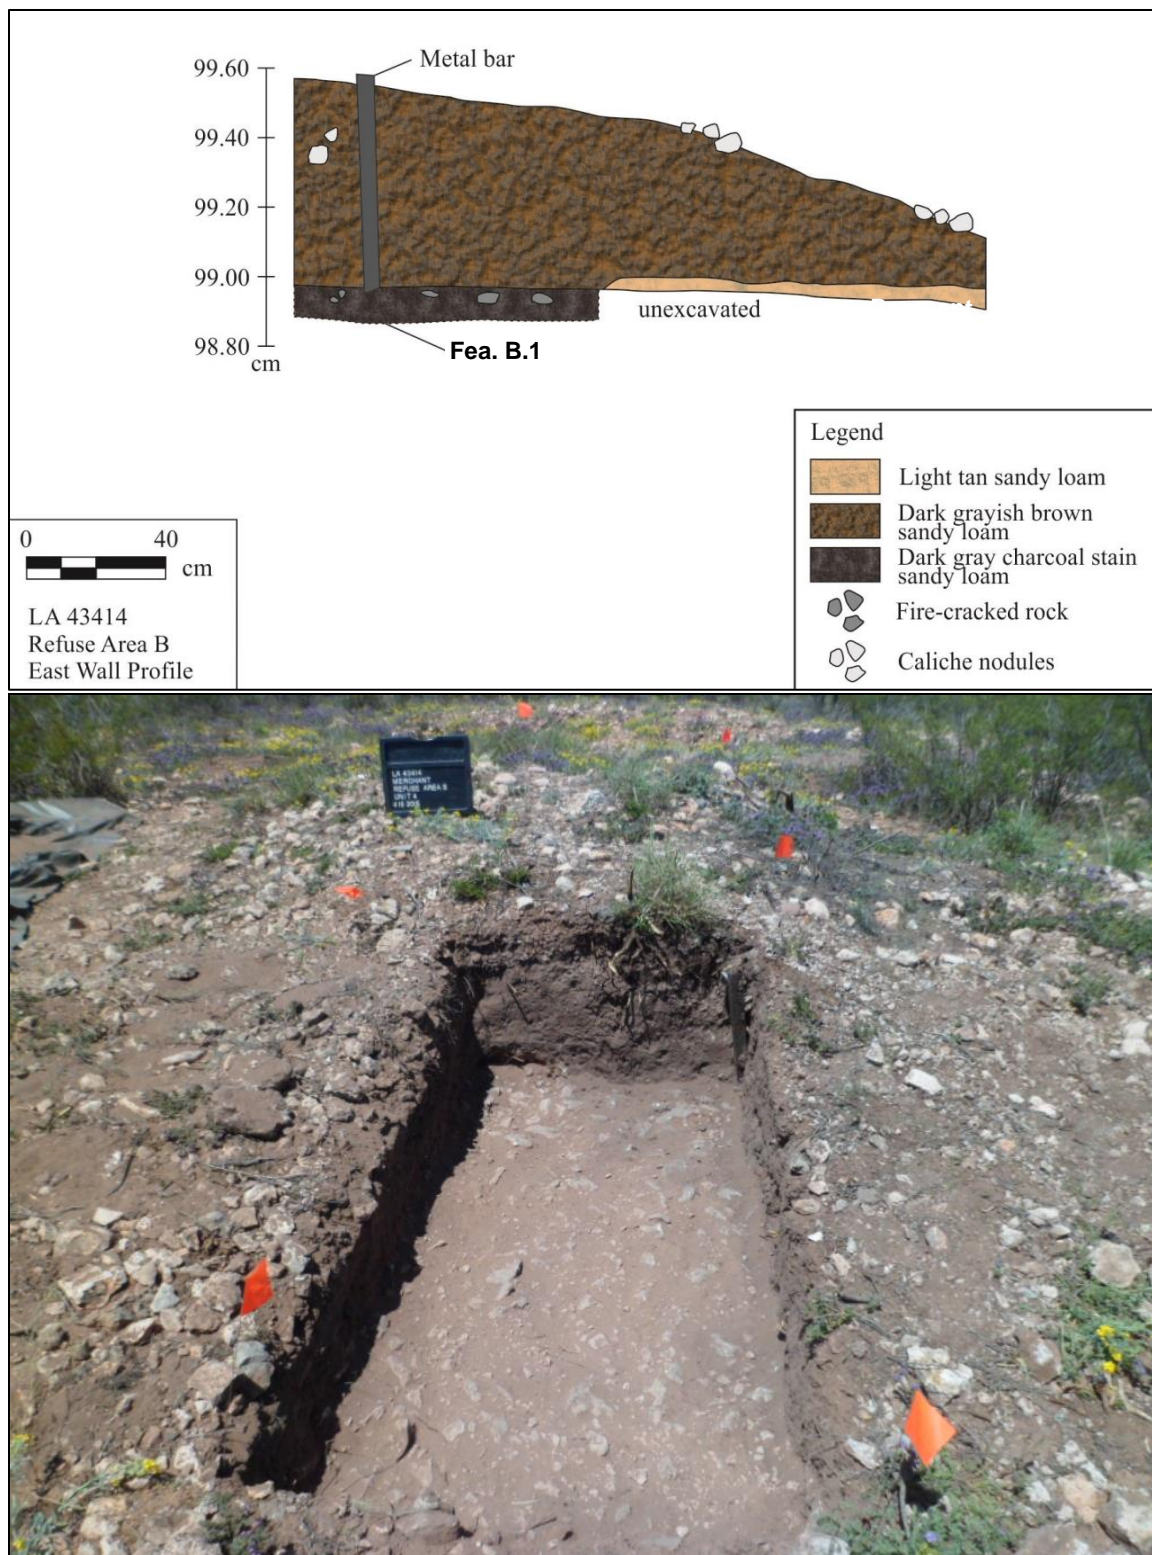 Metal bar
99.60
99.40
99.20
99.00
98.80
cm
unexcavated
Fea. B.1
Legend
Light tan sandy loam
Dark grayish brown
sandy loam
Dark gray charcoal stain
sandy loam
Fire-cracked rock
Caliche nodules
0 40
cm
LA 43414
Refuse Area B
East Wall Profile
LA 43414
MERCHANT
REFUSE AREA B
UNIT 4